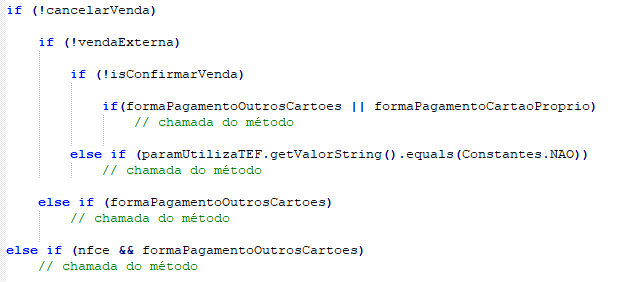 if (!cancelarVenda)
if (!vendaExterna)
if (!isConfirmarVenda)
if(formaPagamentoOutrosCartoes || formaPagamentoCartaoProprio)
// chamada do método
else if (paramUtilizaTEF.getValorString().equals(Constantes.NAO))
// chamada do método
else if (formaPagamentoOutrosCartoes)
// chamada do método
else if (nfce && formaPagamentoOutrosCartoes)
// chamada do método